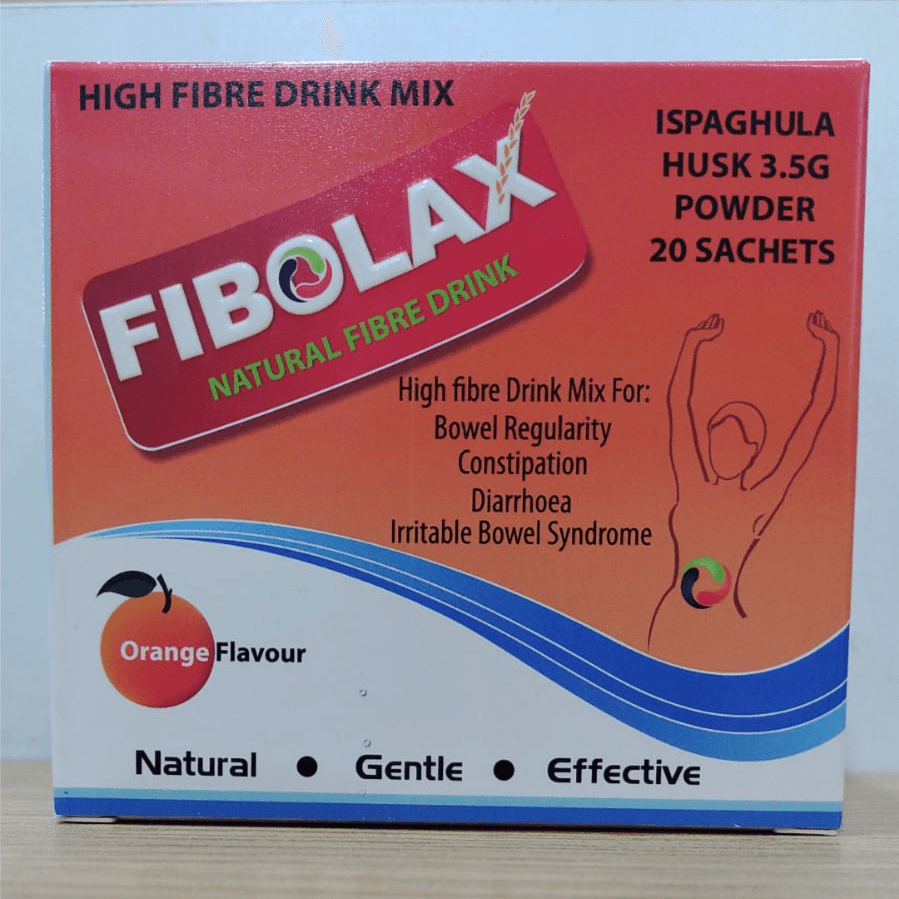 HIGH FIBRE DRINK MIX
ISPAGHULA
HUSK 3.5G
POWDER
20 SACHETS
FIBOLAX
NATURAL FIBRE DRINK
High fibre Drink Mix For:
Bowel Regularity
Constipation
Diarrhoea
Irritable Bowel Syndrome
Orange Flavour
Natural ● Gentle ● Effective